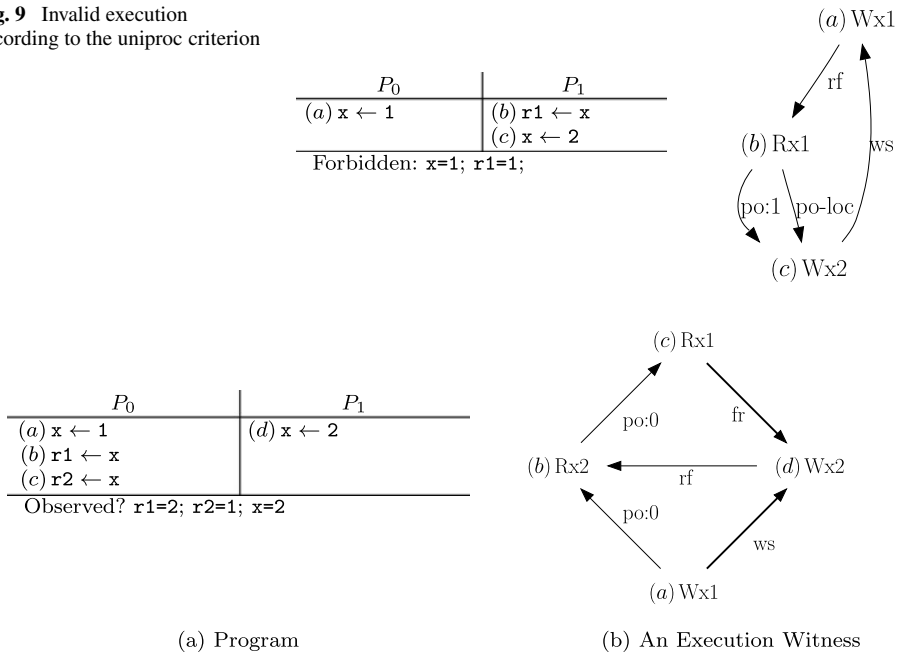 g. 9 Invalid execution
cording to the uniproc criterion
P0 P1
(a) x ← 1 (b) r1 ← x
(c) x ← 2
Forbidden: x=1; r1=1;
(a) Wx1
rf
(b) Rx1
ws
po:1 po-loc
(c) Wx2
P0 P1
(a) x ← 1 (d) x ← 2
(b) r1 ← x
(c) r2 ← x
Observed? r1=2; r2=1; x=2
(c) Rx1
po:0 fr
(b) Rx2 (d) Wx2
rf
po:0
ws
(a) Wx1
(a) Program (b) An Execution Witness